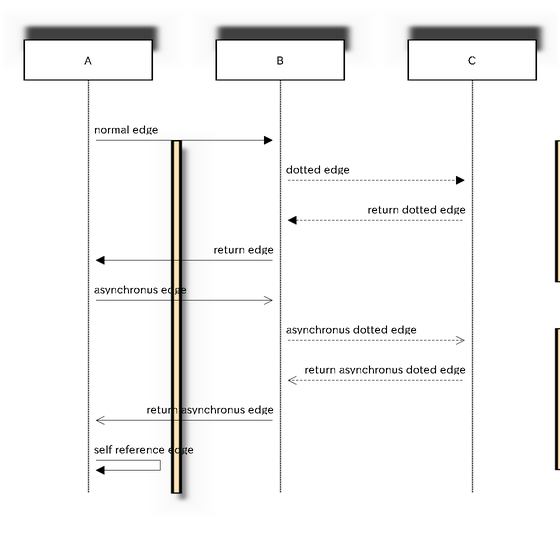 A
B
C
normal edge
dotted edge
return dotted edge
return edge
asynchronus edge
asynchronus dotted edge
return asynchronus doted edge
return asynchronus edge
self reference edge